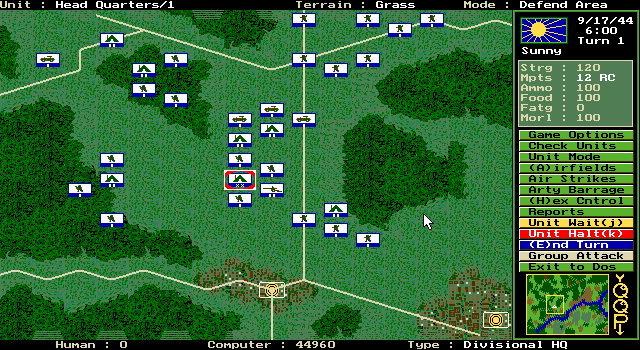 Unit : Head Quarters/1 Terrain : Grass Mode : Defend Area
9/17/44
6:00
Turn 1
Sunny
Strg : 120
Mpts : 12 RC
Ammo : 100
Food : 100
Fatg : 0
Morl : 100
Game Options
Check Units
Unit Mode
(A)irfields
Air Strikes
Arty Barrage
(H)ex Cntrol
Reports
Unit Wait(j)
Unit Halt(k)
(E)nd Turn
Group Attack
Exit to Dos
Human : 0 Computer : 44960 Type : Divisional HQ